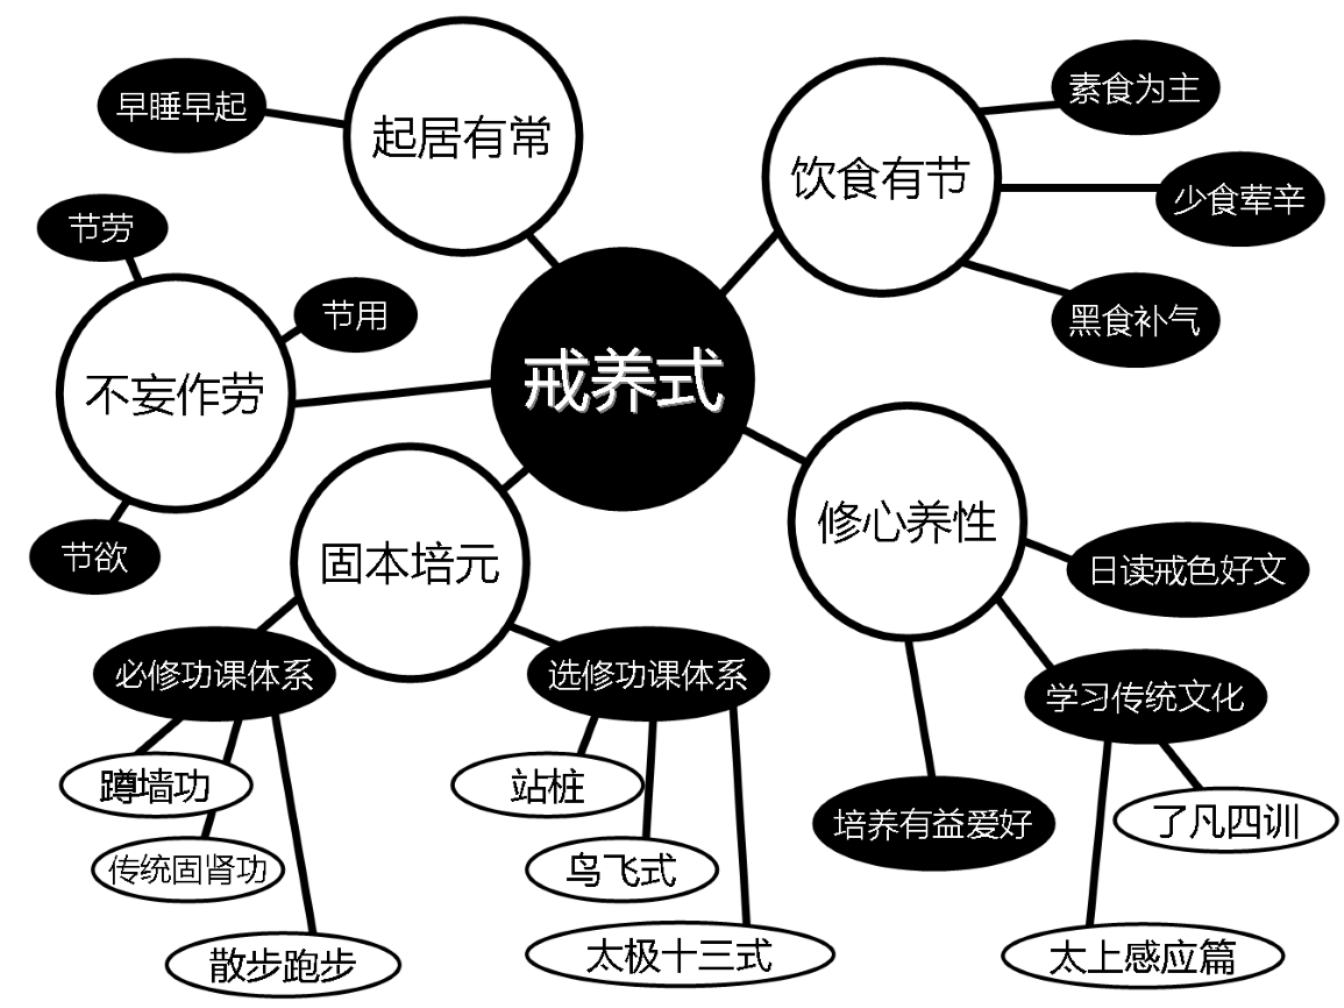 戒养式
起居有常
早睡早起
饮食有节
素食为主
少食荤辛
黑食补气
不妄作劳
节劳
节用
节欲
固本培元
必修功课体系
蹲墙功
传统固肾功
散步跑步
选修功课体系
站桩
鸟飞式
太极十三式
修心养性
日读戒色好文
学习传统文化
了凡四训
太上感应篇
培养有益爱好